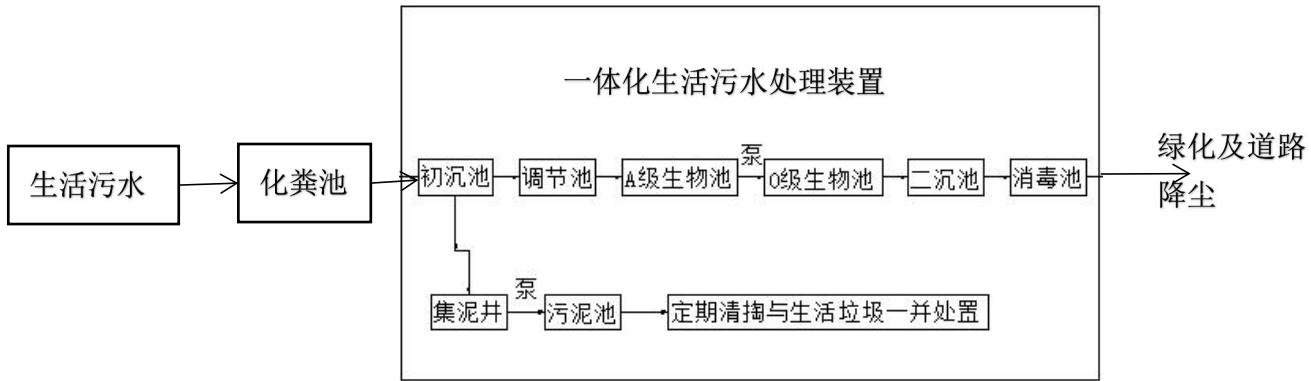 一体化生活污水处理装置
生活污水
化粪池
初沉池
调节池
A级生物池
泵
O级生物池
二沉池
消毒池
绿化及道路
降尘
集泥井
泵
污泥池
定期清掏与生活垃圾一并处置